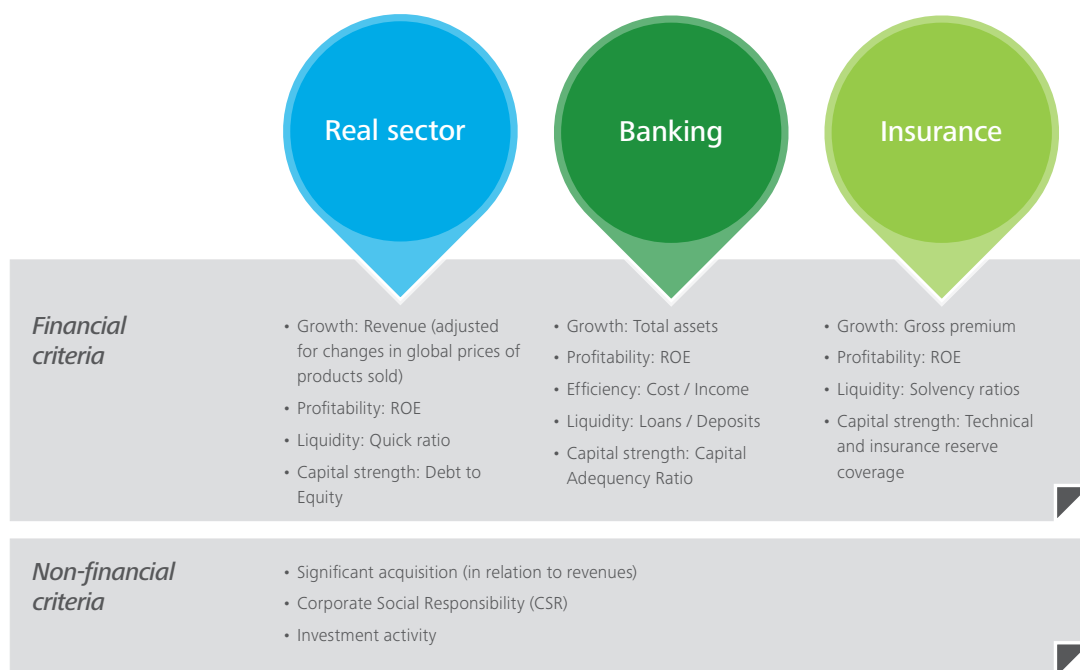 Real sector
Banking
Insurance
Financial
criteria
• Growth: Revenue (adjusted
for changes in global prices of
products sold)
• Profitability: ROE
• Liquidity: Quick ratio
• Capital strength: Debt to
Equity
• Growth: Total assets
• Profitability: ROE
• Efficiency: Cost / Income
• Liquidity: Loans / Deposits
• Capital strength: Capital
Adequency Ratio
• Growth: Gross premium
• Profitability: ROE
• Liquidity: Solvency ratios
• Capital strength: Technical
and insurance reserve
coverage
Non-financial
criteria
• Significant acquisition (in relation to revenues)
• Corporate Social Responsibility (CSR)
• Investment activity